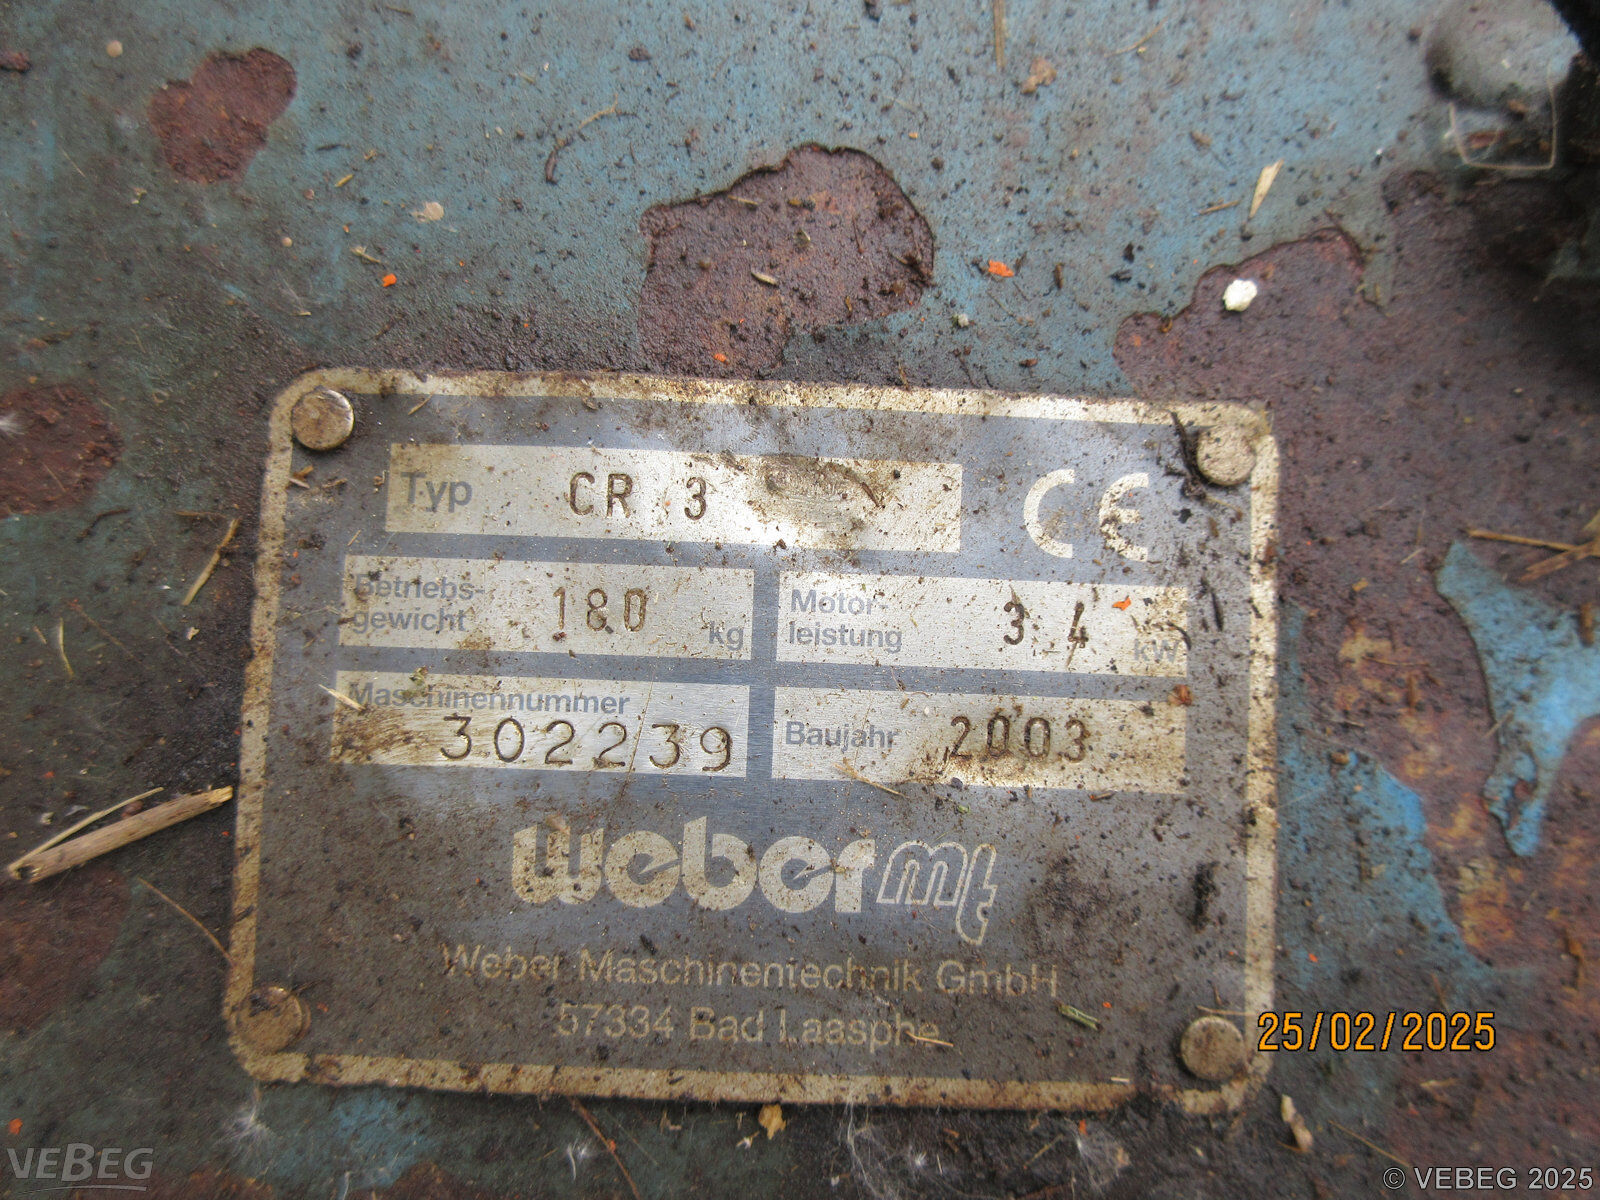 Typ CR 3
CE
Betriebs-
gewicht 180 kg
Motor-
leistung 3.4 kW
Maschinennummer
302239
Baujahr 2003
weber mt
Weber Maschinentechnik GmbH
57334 Bad Laasphe
25/02/2025
VEBEG
© VEBEG 2025